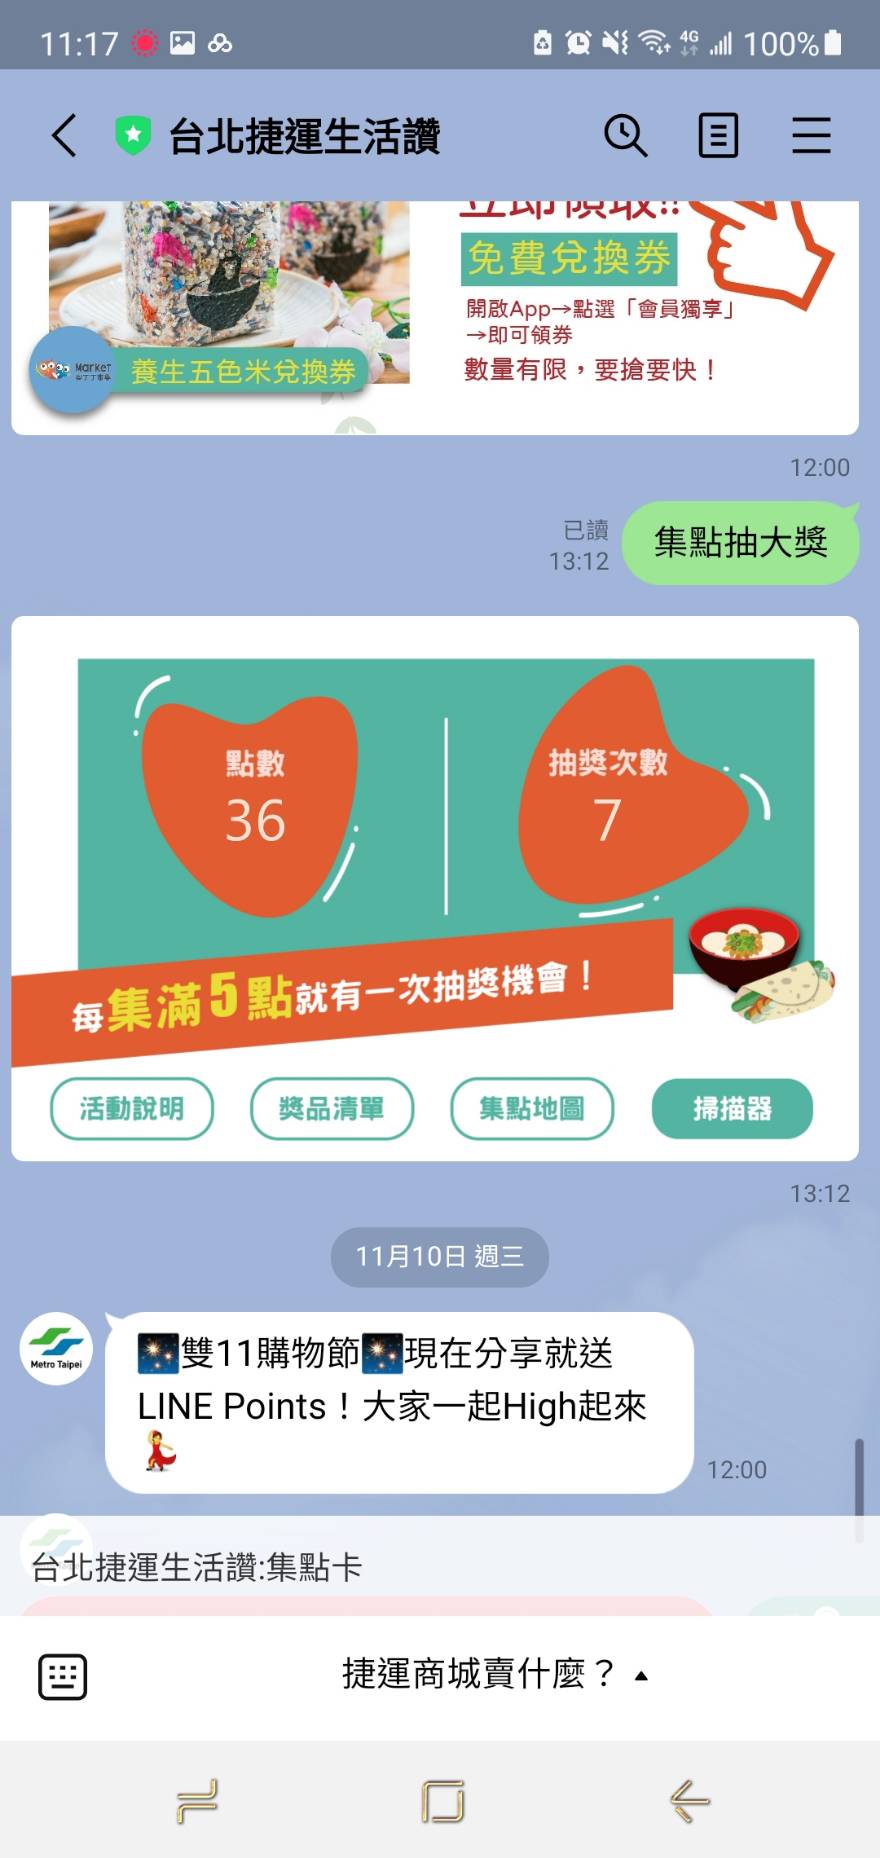 11:17
4G
100%
台北捷運生活讚
立即領取!!
免費兌換券
開啟App→點選「會員獨享」
→即可領券
數量有限，要搶要快！
Market
養生五色米兌換券
12:00
已讀
13:12
集點抽大獎
點數
36
抽獎次數
7
每集滿5點就有一次抽獎機會！
活動說明
獎品清單
集點地圖
掃描器
13:12
11月10日 週三
Metro Taipei
雙11購物節現在分享就送
LINE Points！大家一起High起來
12:00
台北捷運生活讚:集點卡
捷運商城賣什麼？